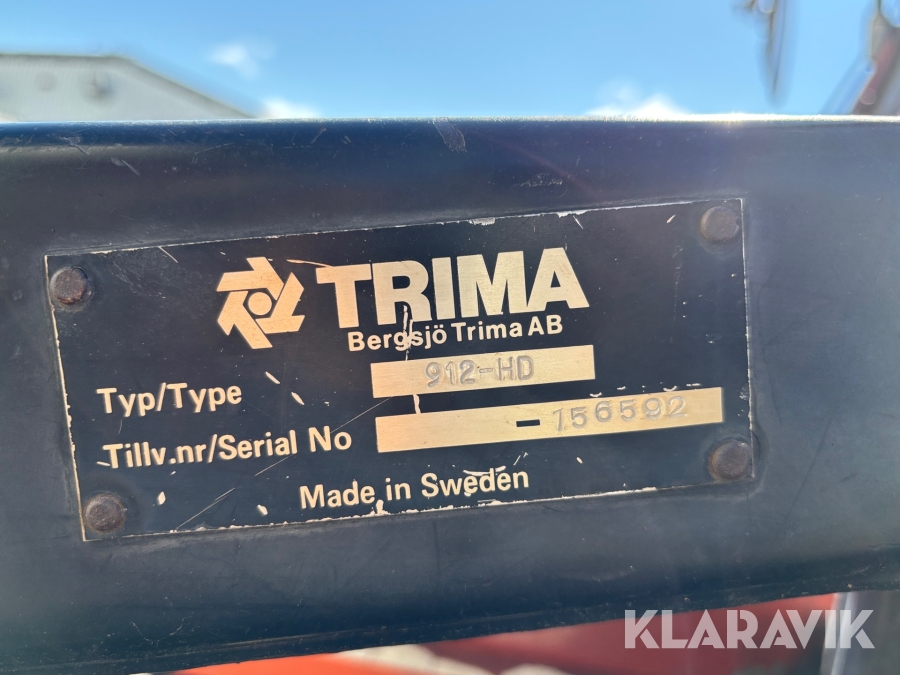 TRIMA
Bergsjö Trima AB
Typ/Type 912-HD
Tillv.nr/Serial No -156592
Made in Sweden
KLARAVIK